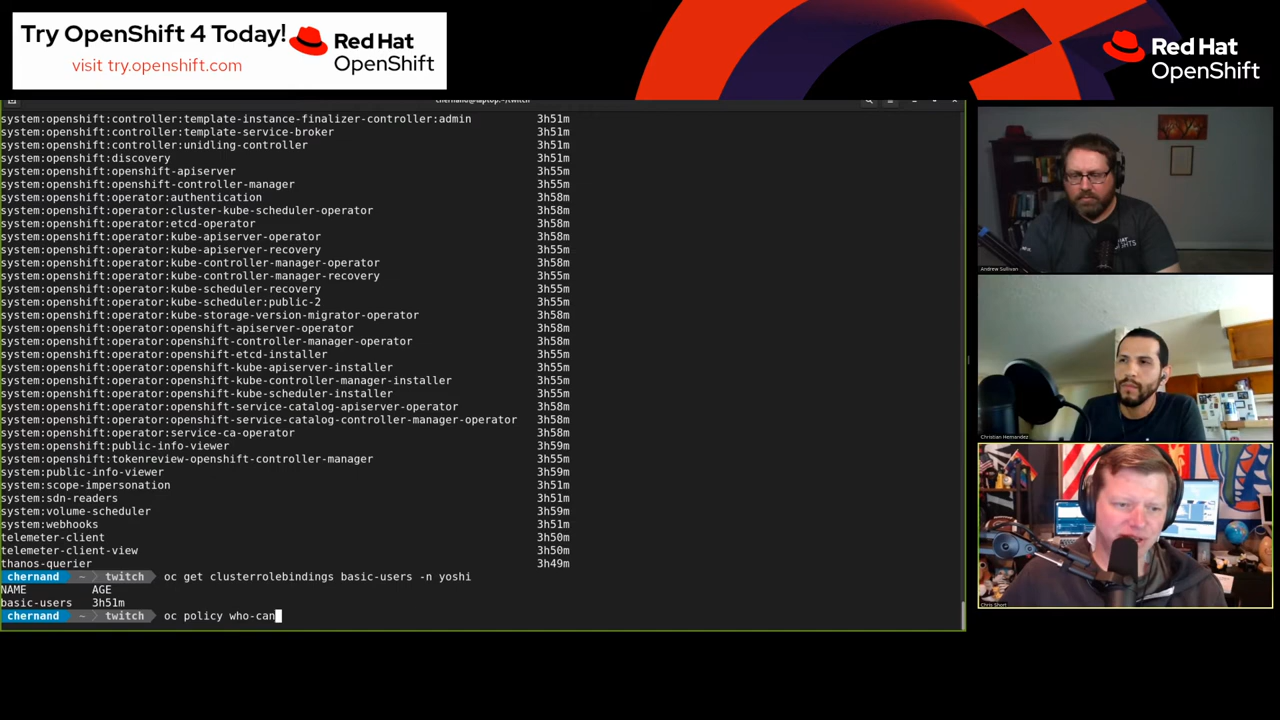 Try OpenShift 4 Today!
visit try.openshift.com
Red Hat
OpenShift
Red Hat
OpenShift
chernand@laptop:~/twitch
system:openshift:controller:template-instance-finalizer-controller:admin 3h51m
system:openshift:controller:template-service-broker 3h51m
system:openshift:controller:unidling-controller 3h51m
system:openshift:discovery 3h51m
system:openshift:openshift-apiserver 3h55m
system:openshift:openshift-controller-manager 3h55m
system:openshift:operator:authentication 3h58m
system:openshift:operator:cluster-kube-scheduler-operator 3h58m
system:openshift:operator:etcd-operator 3h58m
system:openshift:operator:kube-apiserver-operator 3h58m
system:openshift:operator:kube-apiserver-recovery 3h55m
system:openshift:operator:kube-controller-manager-operator 3h58m
system:openshift:operator:kube-controller-manager-recovery 3h55m
system:openshift:operator:kube-scheduler-recovery 3h55m
system:openshift:operator:kube-scheduler:public-2 3h55m
system:openshift:operator:kube-storage-version-migrator-operator 3h58m
system:openshift:operator:openshift-apiserver-operator 3h58m
system:openshift:operator:openshift-controller-manager-operator 3h58m
system:openshift:operator:openshift-etcd-installer 3h55m
system:openshift:operator:openshift-kube-apiserver-installer 3h55m
system:openshift:operator:openshift-kube-controller-manager-installer 3h55m
system:openshift:operator:openshift-kube-scheduler-installer 3h55m
system:openshift:operator:openshift-service-catalog-apiserver-operator 3h58m
system:openshift:operator:openshift-service-catalog-controller-manager-operator 3h58m
system:openshift:operator:service-ca-operator 3h58m
system:openshift:public-info-viewer 3h59m
system:openshift:tokenreview-openshift-controller-manager 3h55m
system:public-info-viewer 3h59m
system:scope-impersonation 3h51m
system:sdn-readers 3h51m
system:volume-scheduler 3h59m
system:webhooks 3h51m
telemeter-client 3h50m
telemeter-client-view 3h50m
thanos-querier 3h49m
chernand ~ twitch oc get clusterrolebindings basic-users -n yoshi
NAME AGE
basic-users 3h51m
chernand ~ twitch oc policy who-can
Andrew Sullivan
Christian Hernandez
Chris Short